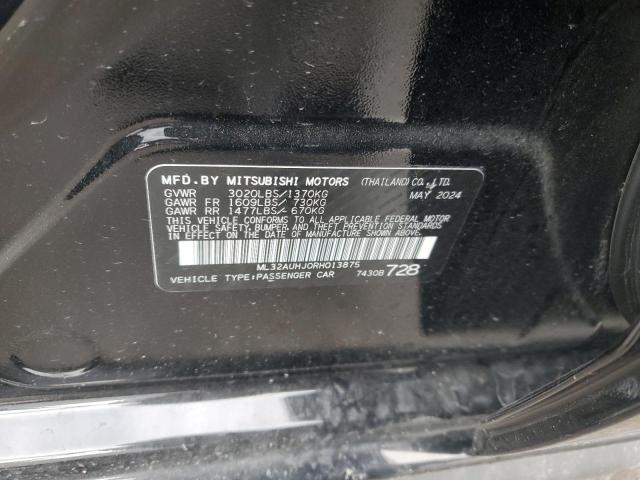 MFD.BY MITSUBISHI MOTORS (THAILAND) CO., LTD.
GVWR 3020LBS/1370KG MAY 2024
GAWR FR 1609LBS/ 730KG
GAWR RR 1477LBS/ 670KG
THIS VEHICLE CONFORMS TO ALL APPLICABLE FEDERAL MOTOR
VEHICLE SAFETY, BUMPER, AND THEFT PREVENTION STANDARDS
IN EFFECT ON THE DATE OF MANUFACTURE SHOWN ABOVE.
ML32AUHJ0RH013875
VEHICLE TYPE:PASSENGER CAR 7430B 728